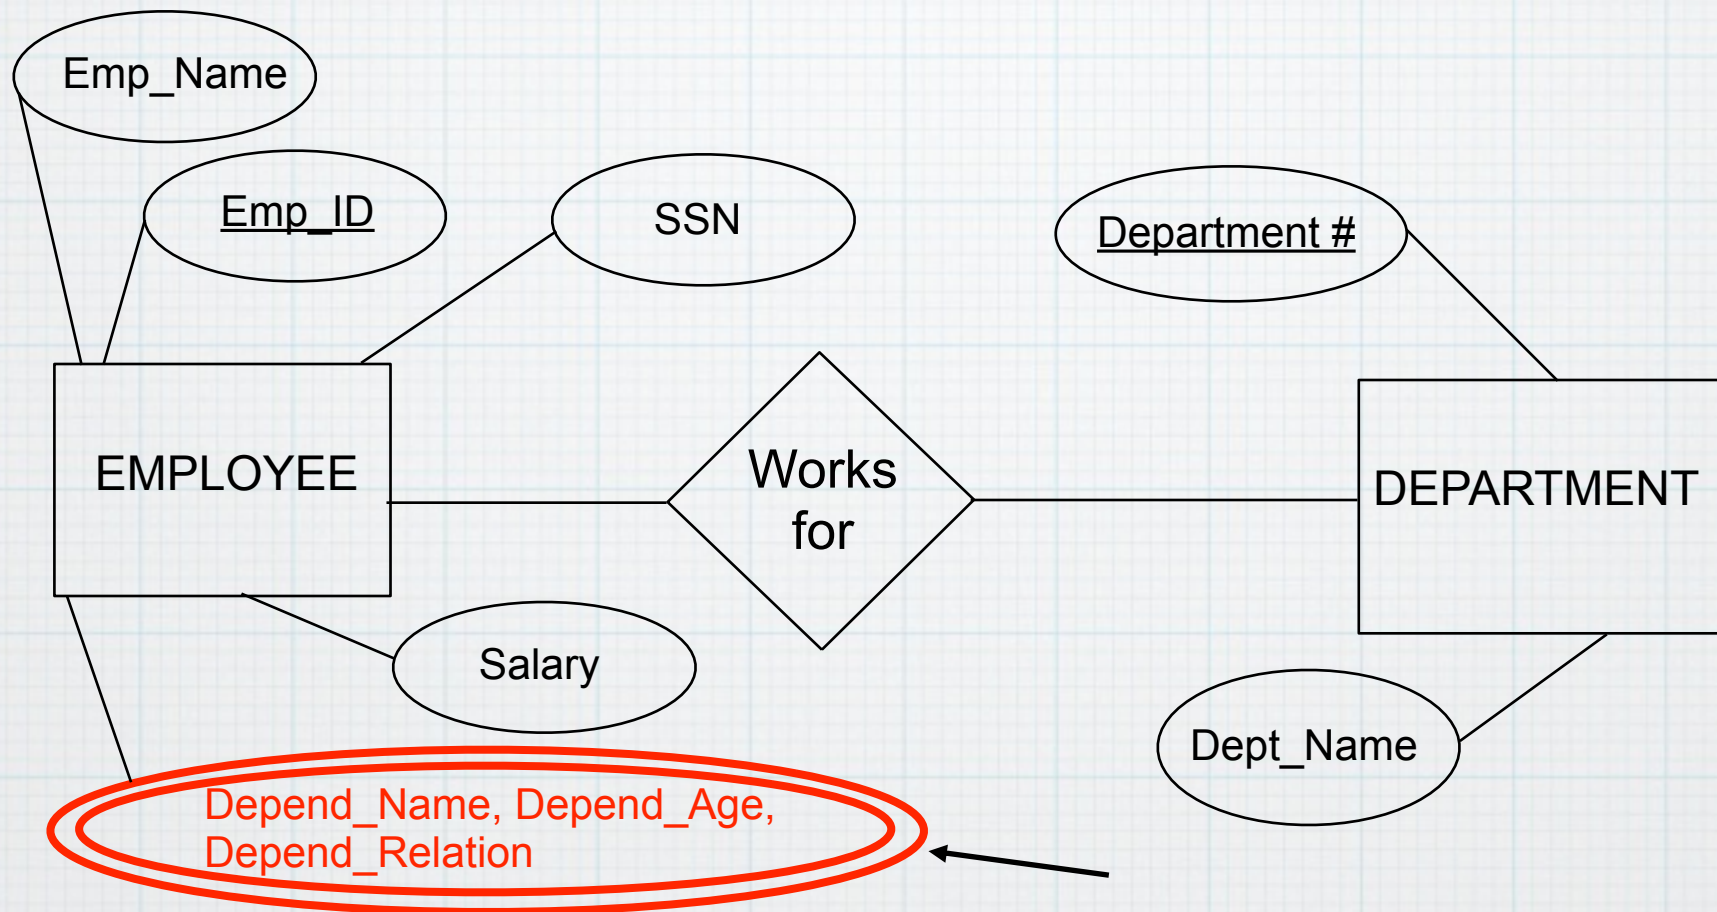 Emp_Name
Emp_ID
SSN
Department #
EMPLOYEE
Works
for
DEPARTMENT
Salary
Dept_Name
Depend_Name, Depend_Age,
Depend_Relation